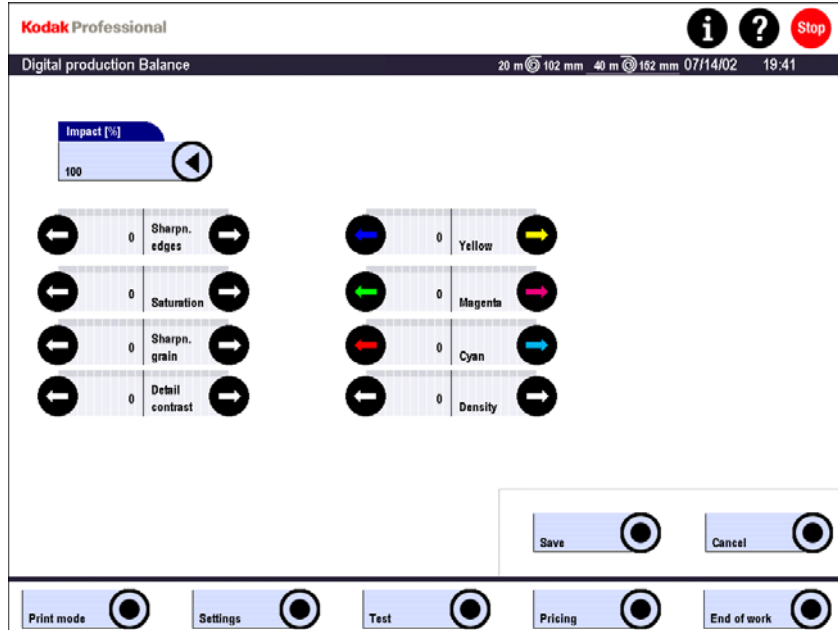 Kodak Professional
i ? Stop
Digital production Balance 20 m 102 mm 40 m 152 mm 07/14/02 19:41
Impact [%]
100
0 Sharpn. edges
0 Yellow
0 Saturation
0 Magenta
0 Sharpn. grain
0 Cyan
0 Detail contrast
0 Density
Save Cancel
Print mode Settings Test Pricing End of work